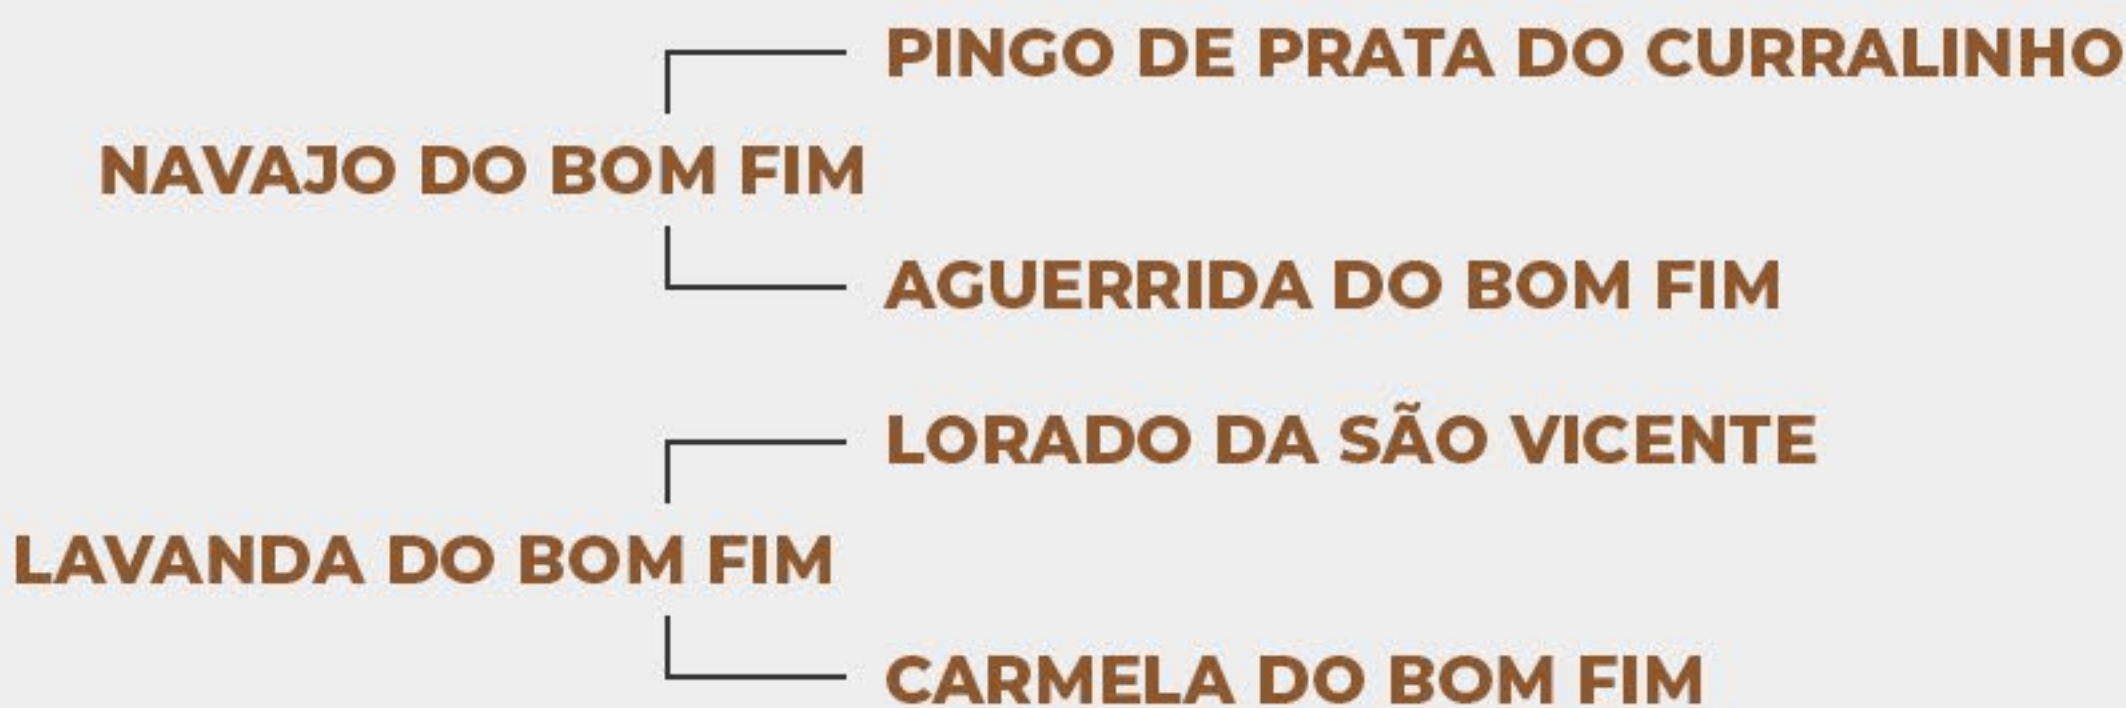 PINGO DE PRATA DO CURRALINHO
NAVAJO DO BOM FIM
AGUERRIDA DO BOM FIM
LORADO DA SÃO VICENTE
LAVANDA DO BOM FIM
CARMELA DO BOM FIM